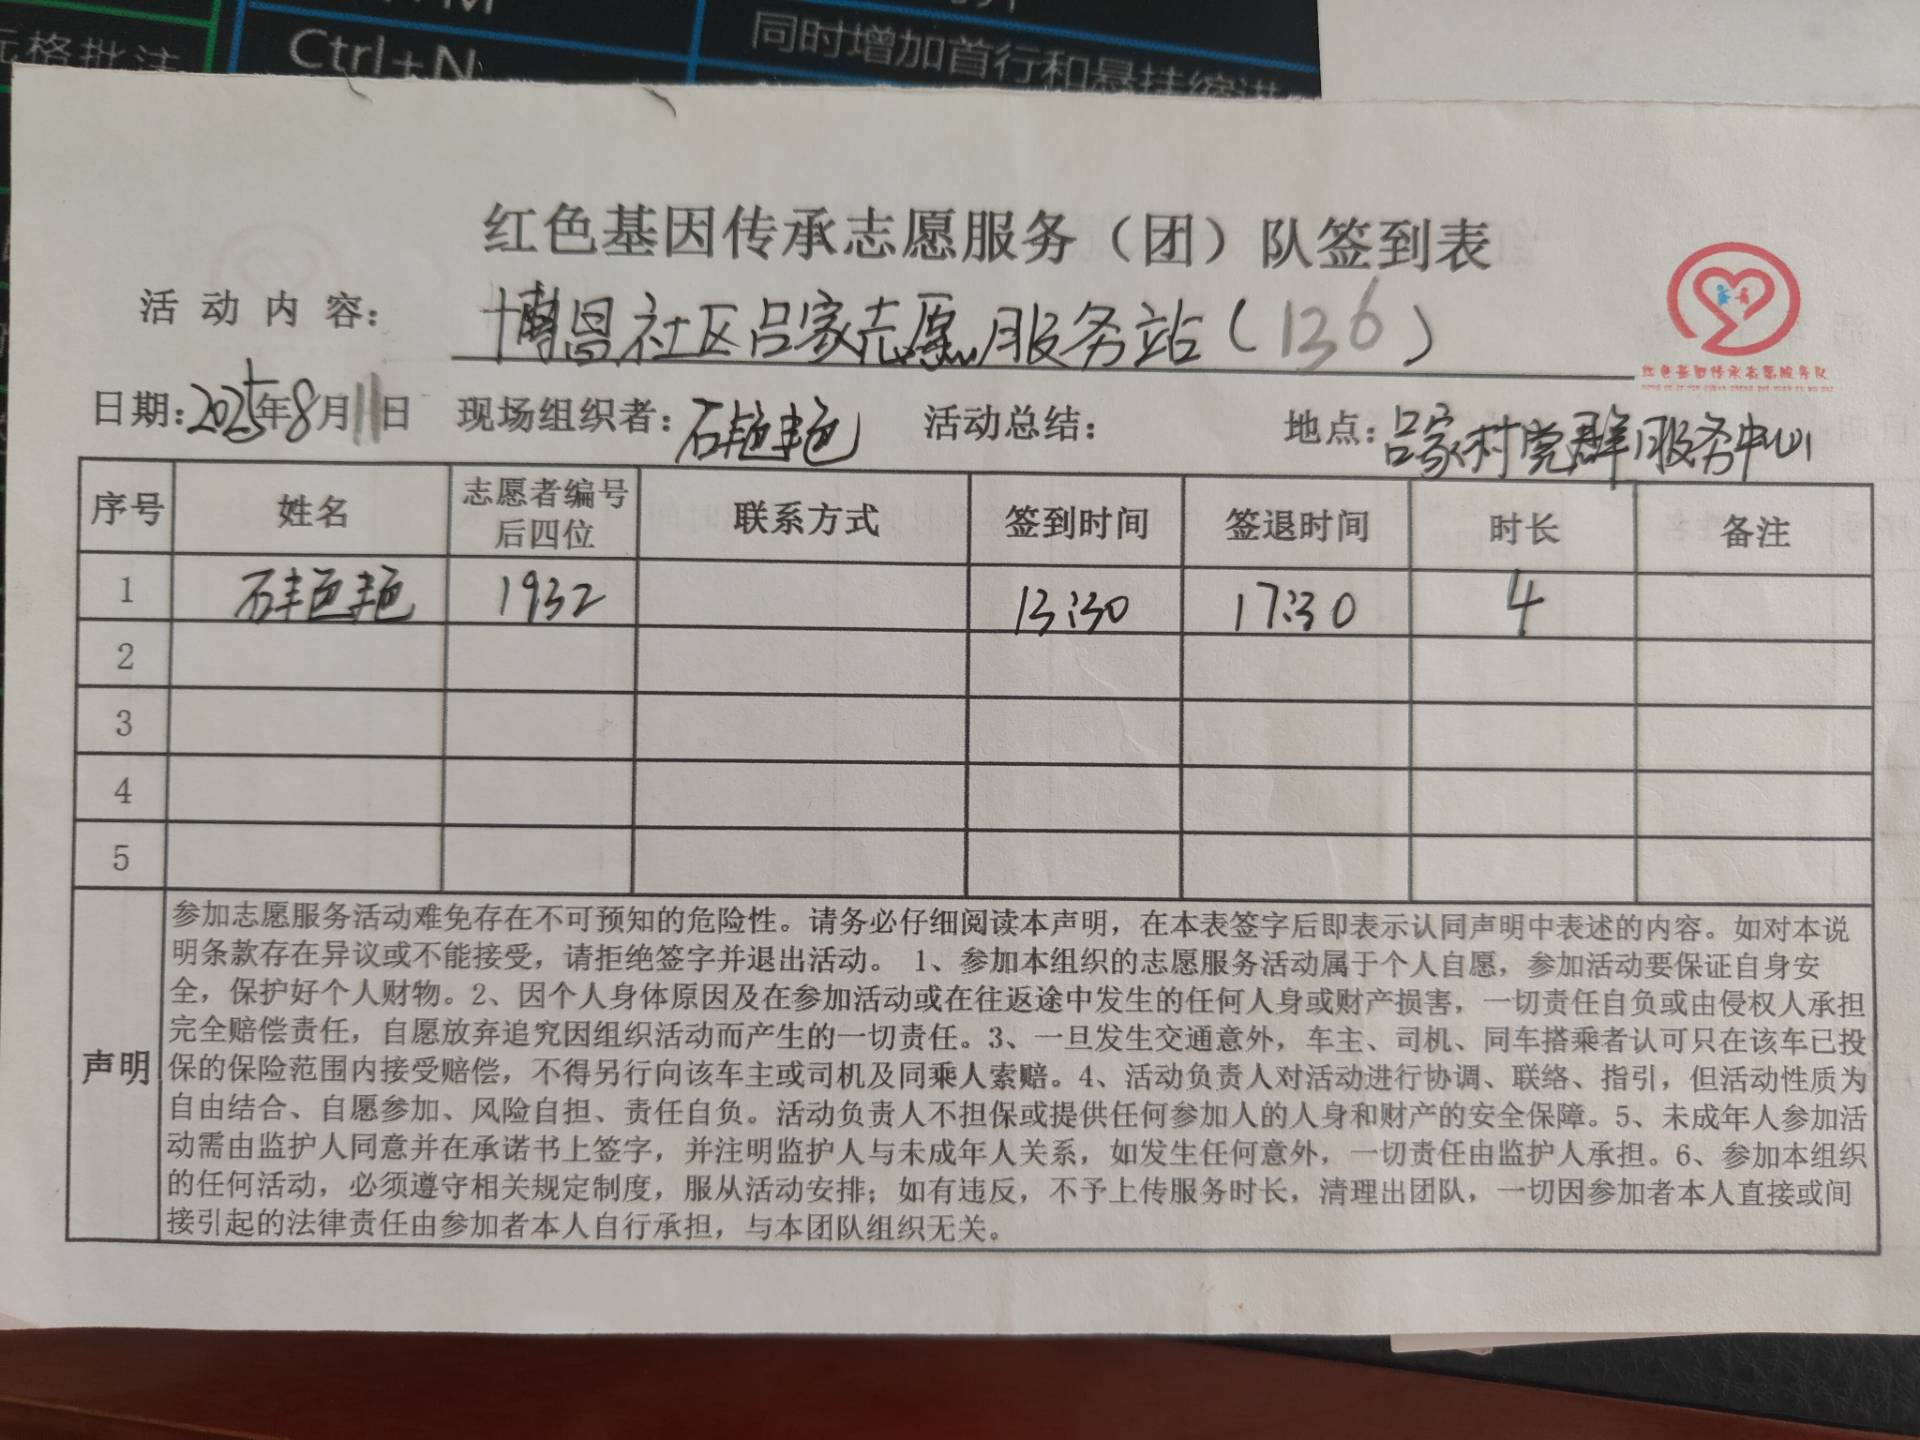 元格批注
Ctrl+N
同时增加首行和悬挂缩进
红色基因传承志愿服务（团）队签到表
活动内容： 博昌社区吕家志愿服务站（136）
红色基因传承志愿服务队
日期：2025年8月11日 现场组织者：石艳艳 活动总结： 地点：吕家村党群服务中心
序号 姓名 志愿者编号后四位 联系方式 签到时间 签退时间 时长 备注
1 石艳艳 1932 13:30 17:30 4
2
3
4
5
声明
参加志愿服务活动难免存在不可预知的危险性。请务必仔细阅读本声明，在本表签字后即表示认同声明中表述的内容。如对本说
明条款存在异议或不能接受，请拒绝签字并退出活动。 1、参加本组织的志愿服务活动属于个人自愿，参加活动要保证自身安
全，保护好个人财物。2、因个人身体原因及在参加活动或在往返途中发生的任何人身或财产损害，一切责任自负或由侵权人承担
完全赔偿责任，自愿放弃追究因组织活动而产生的一切责任。3、一旦发生交通意外，车主、司机、同车搭乘者认可只在该车已投
保的保险范围内接受赔偿，不得另行向该车主或司机及同乘人索赔。4、活动负责人对活动进行协调、联络、指引，但活动性质为
自由结合、自愿参加、风险自担、责任自负。活动负责人不担保或提供任何参加人的人身和财产的安全保障。5、未成年人参加活
动需由监护人同意并在承诺书上签字，并注明监护人与未成年人关系，如发生任何意外，一切责任由监护人承担。6、参加本组织
的任何活动，必须遵守相关规定制度，服从活动安排；如有违反，不予上传服务时长，清理出团队，一切因参加者本人直接或间
接引起的法律责任由参加者本人自行承担，与本团队组织无关。